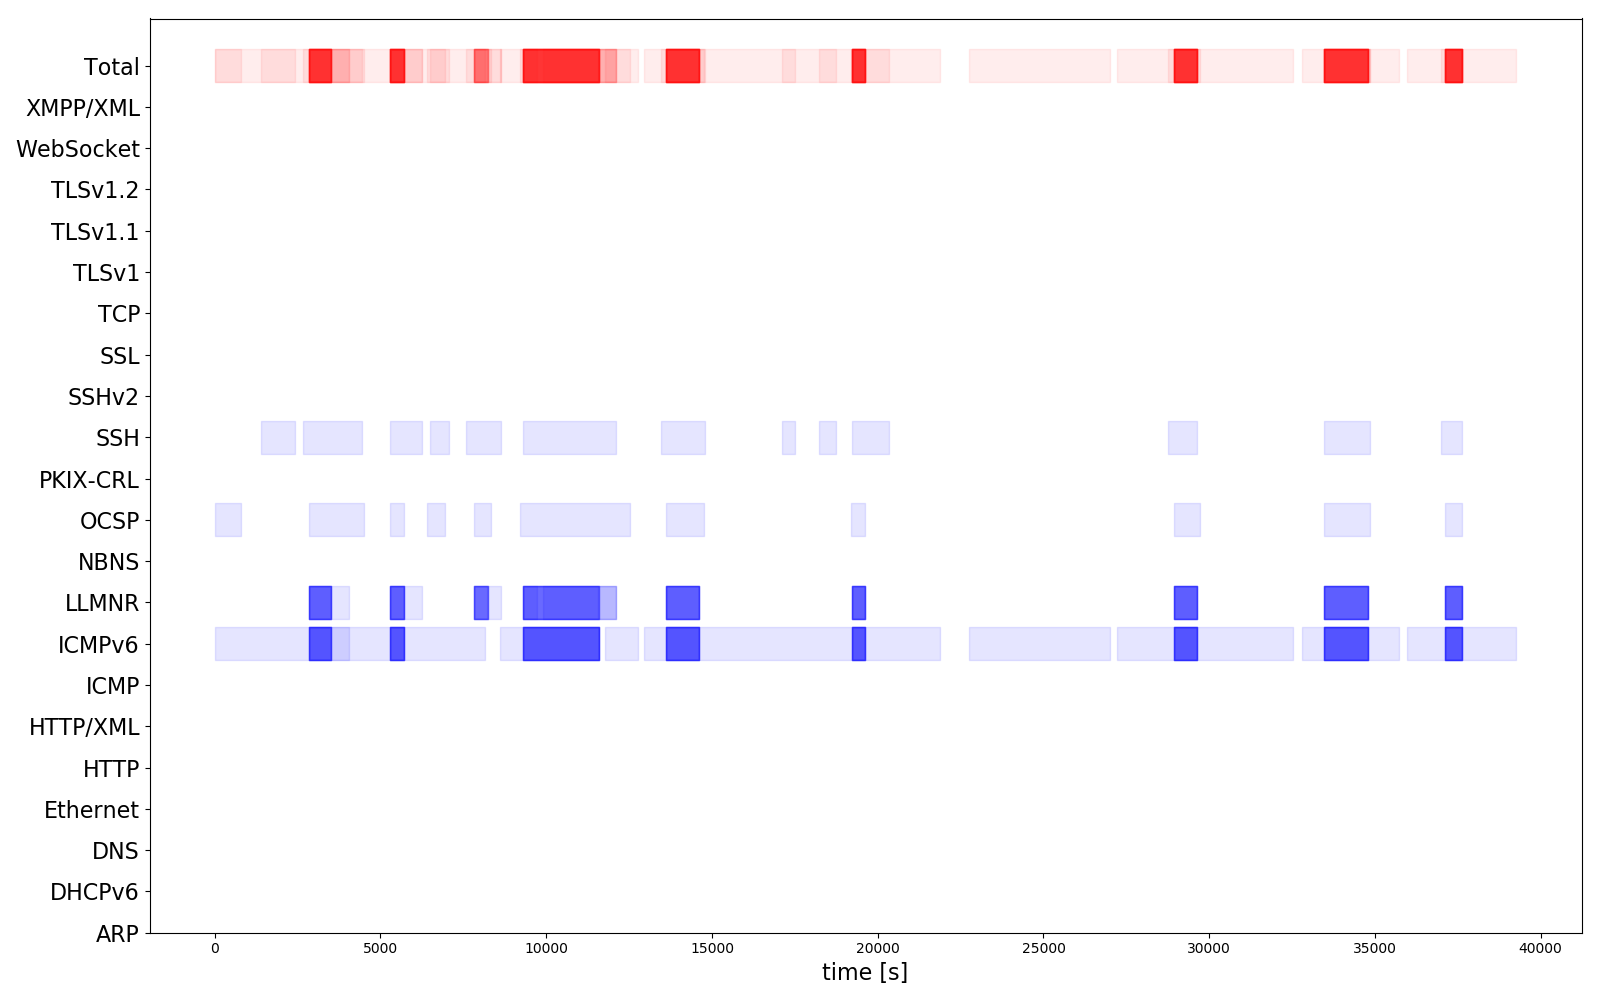 Total
XMPP/XML
WebSocket
TLSv1.2
TLSv1.1
TLSv1
TCP
SSL
SSHv2
SSH
PKIX-CRL
OCSP
NBNS
LLMNR
ICMPv6
ICMP
HTTP/XML
HTTP
Ethernet
DNS
DHCPv6
ARP
0 5000 10000 15000 20000 25000 30000 35000 40000
time [s]